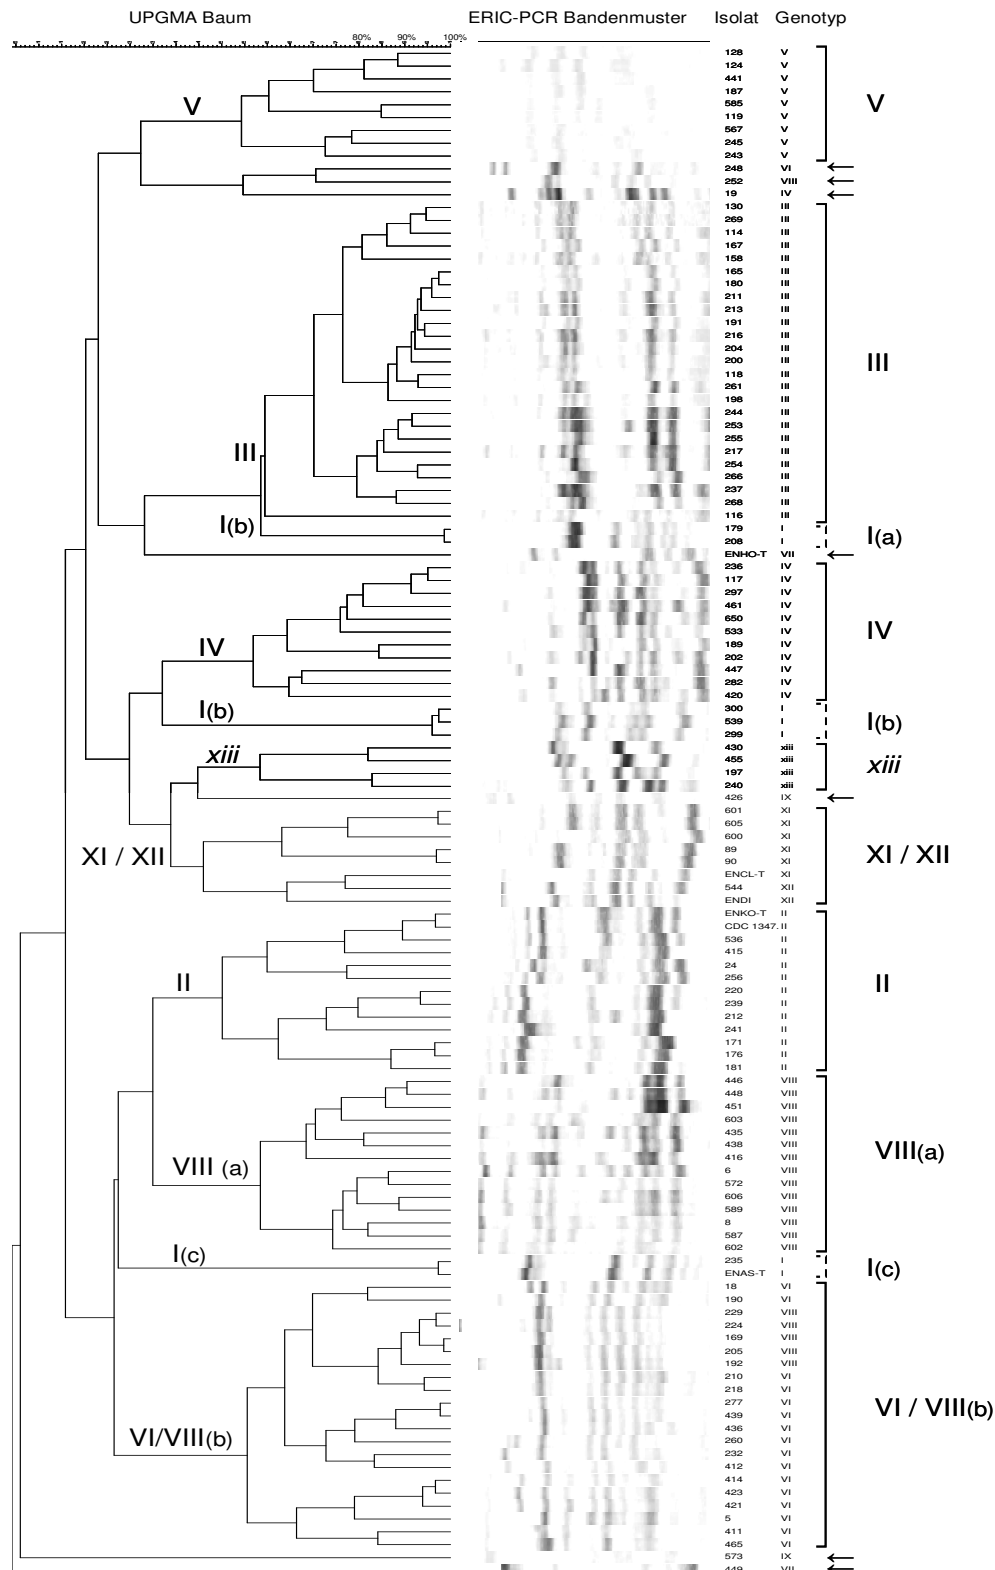 UPGMA Baum ERIC-PCR Bandenmuster Isolat Genotyp
80% 90% 100%
128 V
124 V
441 V
187 V
V 585 V V
119 V
567 V
245 V
243 V
248 VI
252 VIII
19 IV
130 III
269 III
114 III
167 III
158 III
165 III
180 III
211 III
213 III
191 III
216 III
204 III
200 III III
118 III
261 III
198 III
244 III
253 III
255 III
III 217 III
254 III
266 III
237 III
268 III
116 III
I(b) 179 I I(a)
208 I
ENHO-T VII
236 IV
117 IV
297 IV
461 IV
650 IV
533 IV IV
IV 189 IV
202 IV
447 IV
282 IV
420 IV
I(b) 300 I
539 I I(b)
299 I
xiii 430 xiii
455 xiii xiii
197 xiii
240 xiii
426 IX
601 XI
605 XI
600 XI
XI / XII 89 XI XI / XII
90 XI
ENCL-T XI
544 XII
ENDI XII
ENKO-T II
CDC 1347. II
536 II
415 II
24 II
II 256 II II
220 II
239 II
212 II
241 II
171 II
176 II
181 II
446 VIII
448 VIII
451 VIII
603 VIII
435 VIII
438 VIII VIII(a)
416 VIII
VIII (a) 6 VIII
572 VIII
606 VIII
589 VIII
8 VIII
587 VIII
602 VIII
I(c) 235 I I(c)
ENAS-T I
18 VI
190 VI
229 VIII
224 VIII
169 VIII
205 VIII
192 VIII
210 VI
218 VI
277 VI VI / VIII(b)
439 VI
VI/VIII(b) 436 VI
260 VI
232 VI
412 VI
414 VI
423 VI
421 VI
5 VI
411 VI
465 VI
573 IX
449 VII